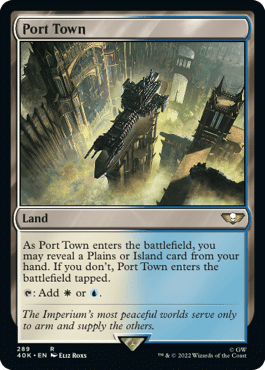 Port Town
Land
As Port Town enters the battlefield, you
may reveal a Plains or Island card from your
hand. If you don't, Port Town enters the
battlefield tapped.
: Add or .
The Imperium's most peaceful worlds serve only
to arm and supply the others.
289 R © GW
40K • EN Eliz Roxs ™ & © 2022 Wizards of the Coast